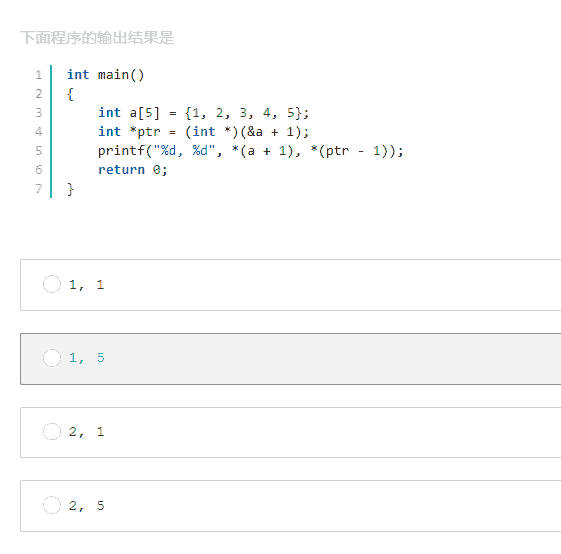 下面程序的输出结果是
1 int main()
2 {
3 int a[5] = {1, 2, 3, 4, 5};
4 int *ptr = (int *)(&a + 1);
5 printf("%d, %d", *(a + 1), *(ptr - 1));
6 return 0;
7 }
1, 1
1, 5
2, 1
2, 5